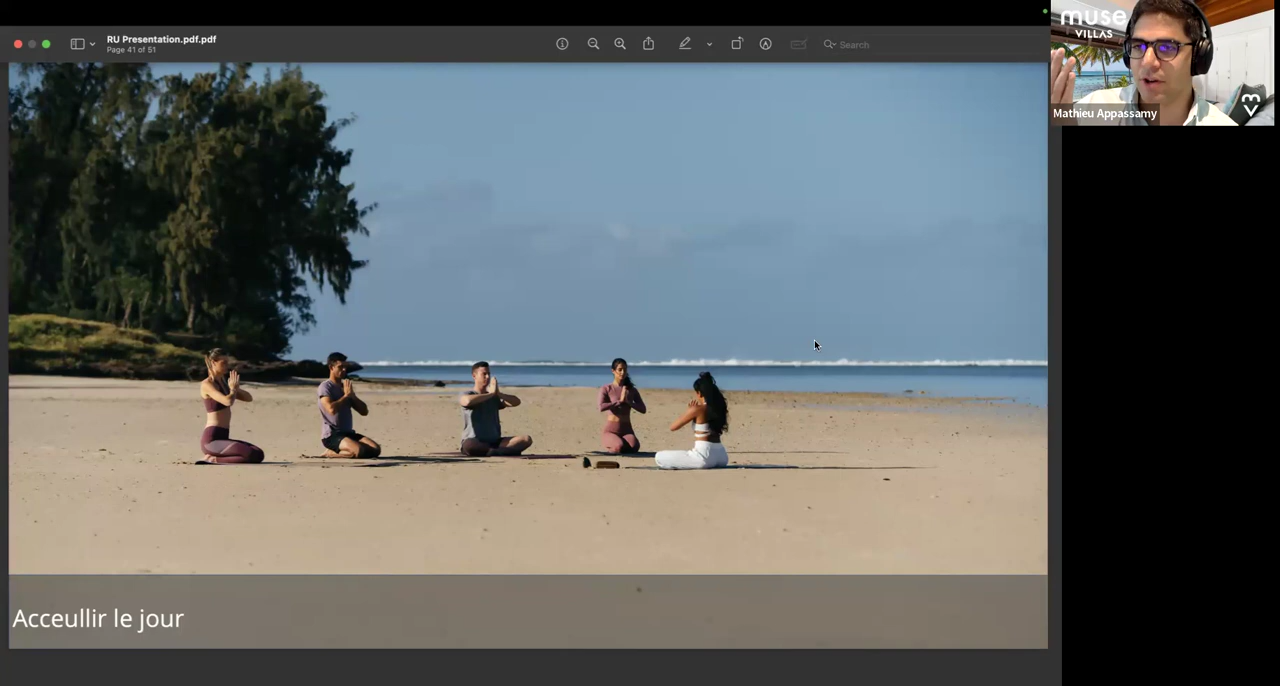 RU Presentation.pdf.pdf
Page 41 of 51
Search
muse
VILLAS
Mathieu Appassamy
Acceullir le jour